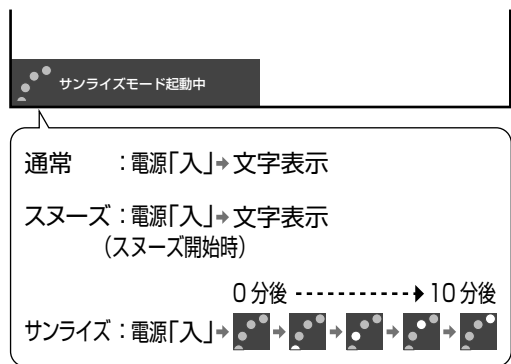 サンライズモード起動中
通常 :電源「入」➧文字表示
スヌーズ:電源「入」➧文字表示
(スヌーズ開始時)
0分後 10分後
サンライズ:電源「入」➧ ➧ ➧ ➧ ➧